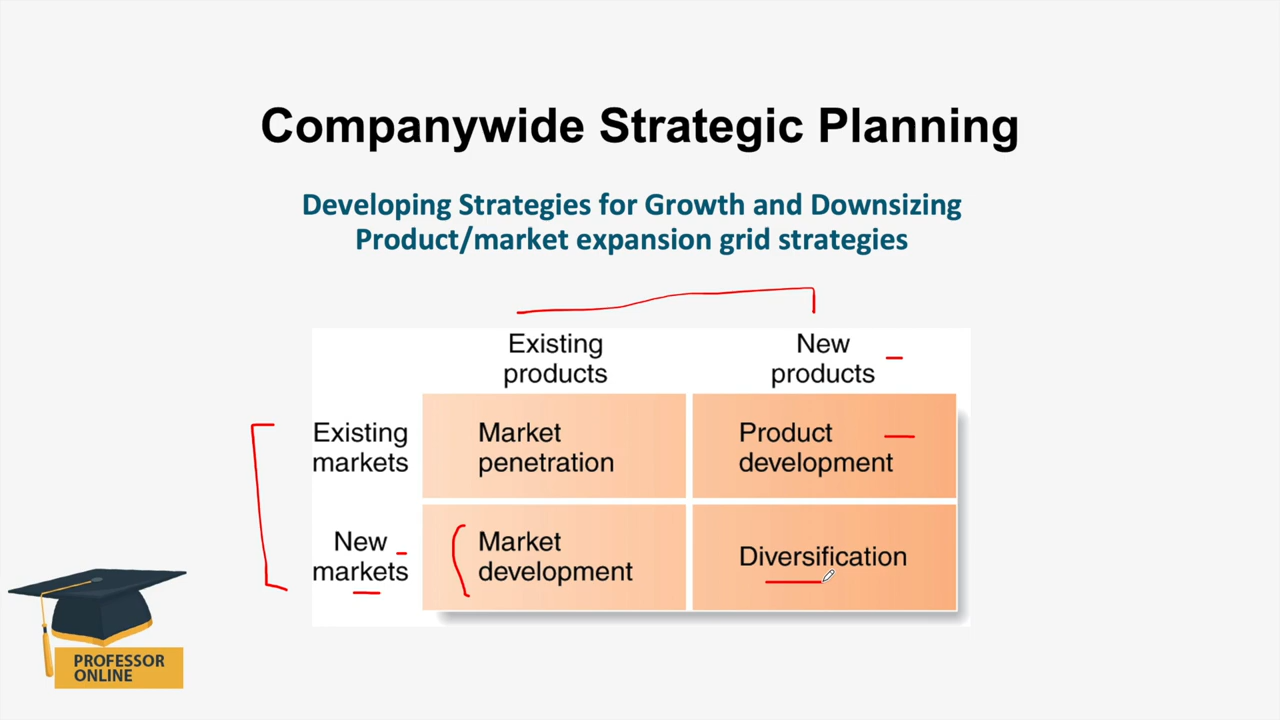 Companywide Strategic Planning
Developing Strategies for Growth and Downsizing
Product/market expansion grid strategies
Existing
products
New
products
Existing
markets
Market
penetration
Product
development
New
markets
Market
development
Diversification
PROFESSOR
ONLINE